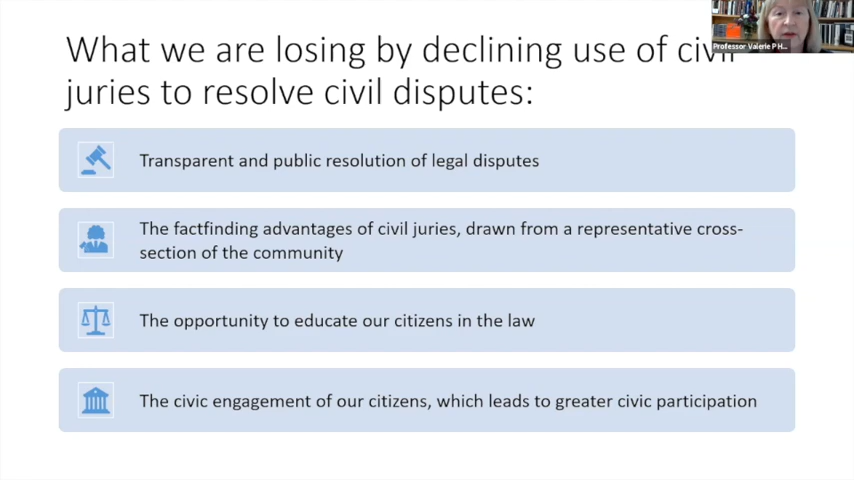 What we are losing by declining use of civil
juries to resolve civil disputes:
Professor Valerie P H...
Transparent and public resolution of legal disputes
The factfinding advantages of civil juries, drawn from a representative cross-
section of the community
The opportunity to educate our citizens in the law
The civic engagement of our citizens, which leads to greater civic participation